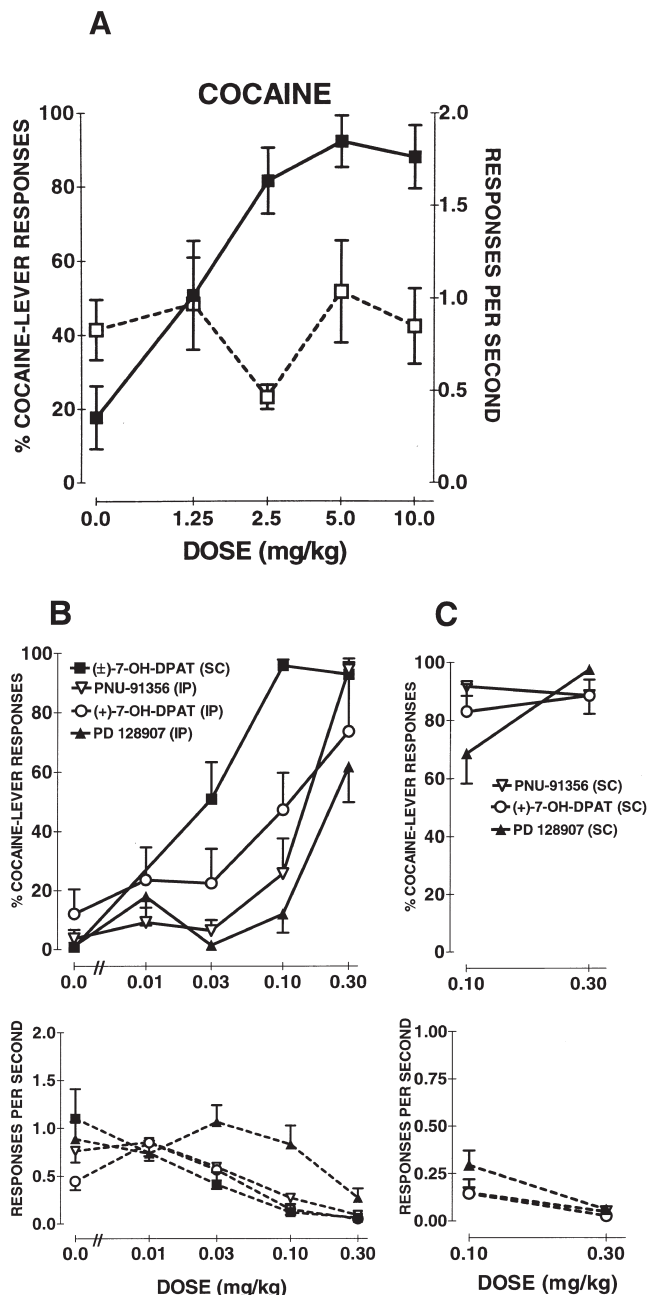 A
COCAINE
% COCAINE-LEVER RESPONSES
100
80
60
40
20
0
RESPONSES PER SECOND
2.0
1.5
1.0
0.5
0.0
0.0 1.25 2.5 5.0 10.0
DOSE (mg/kg)
B
% COCAINE-LEVER RESPONSES
100
80
60
40
20
0
(±)-7-OH-DPAT (SC)
PNU-91356 (IP)
(+)-7-OH-DPAT (IP)
PD 128907 (IP)
0.0 0.01 0.03 0.10 0.30
RESPONSES PER SECOND
2.0
1.5
1.0
0.5
0.0
0.0 0.01 0.03 0.10 0.30
DOSE (mg/kg)
C
% COCAINE-LEVER RESPONSES
100
80
60
40
20
0
PNU-91356 (SC)
(+)-7-OH-DPAT (SC)
PD 128907 (SC)
0.10 0.30
RESPONSES PER SECOND
1.00
0.75
0.50
0.25
0.00
0.10 0.30
DOSE (mg/kg)